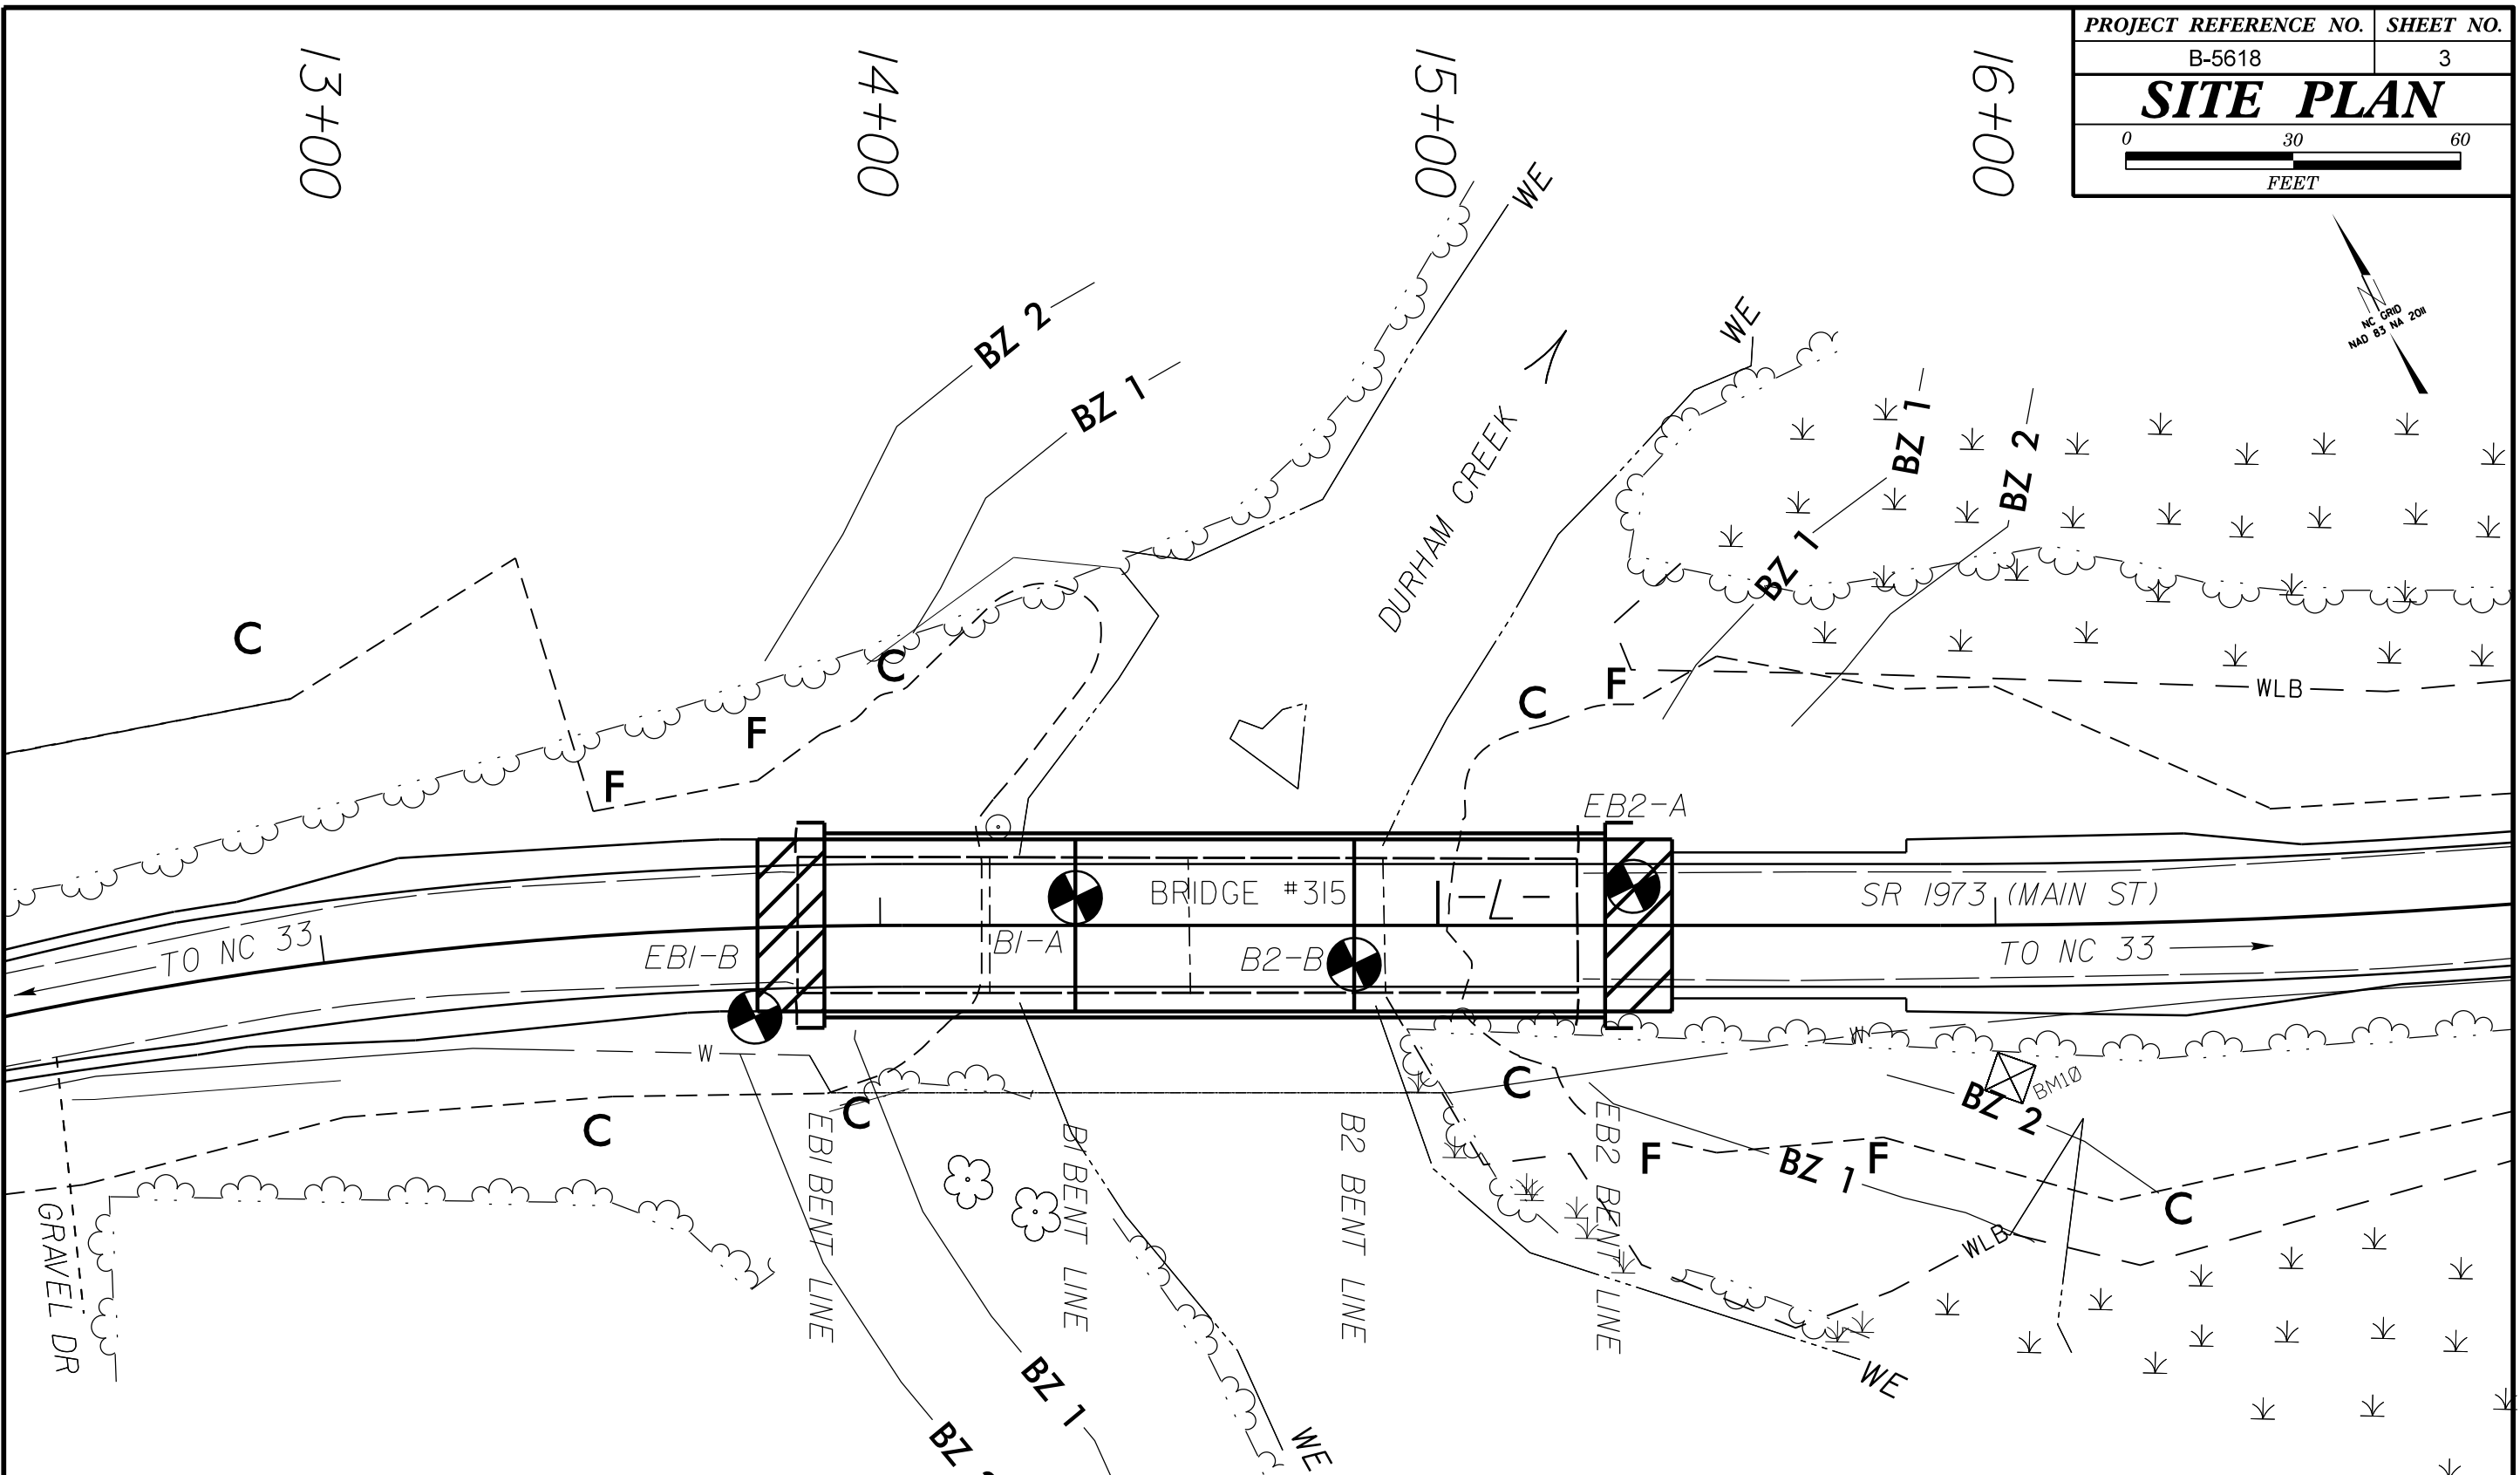 PROJECT REFERENCE NO. SHEET NO.
B-5618 3
SITE PLAN
0 30 60
FEET
13+00
14+00
15+00
16+00
NC GRID
NAD 83 NA 2011
WE
WE
BZ 2
BZ 1
BZ 1
BZ 2
BZ 1
DURHAM CREEK
C
C
C
F
F
F
WLB
EB2-A
BRIDGE #315
-L-
SR 1973 (MAIN ST)
TO NC 33
EB1-B
B1-A
B2-B
TO NC 33
W
W
C
C
C
BM10
BZ 2
F
BZ 1
F
C
WLB
GRAVEL DR
EB1 BENT LINE
B1 BENT LINE
B2 BENT LINE
EB2 BENT LINE
BZ 1
WE
BZ
WE